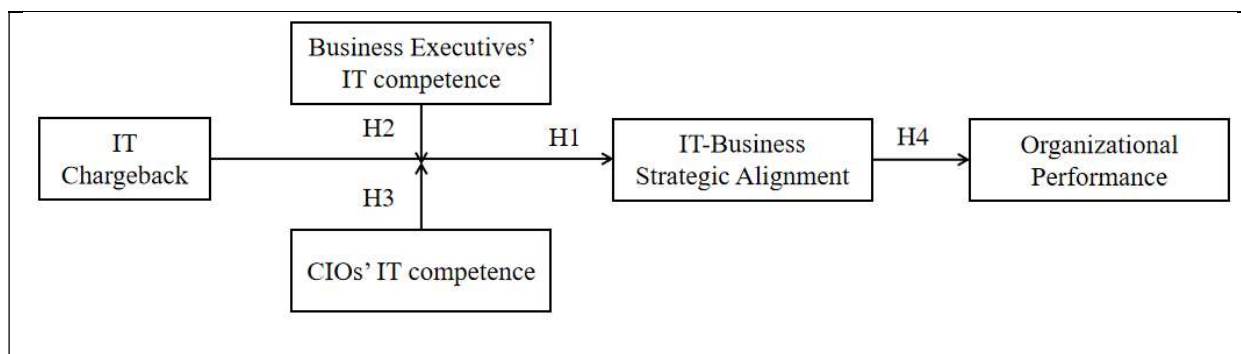 Business Executives’
IT competence
H2
H1
H4
IT
Chargeback
IT-Business
Strategic Alignment
Organizational
Performance
H3
CIOs’ IT competence